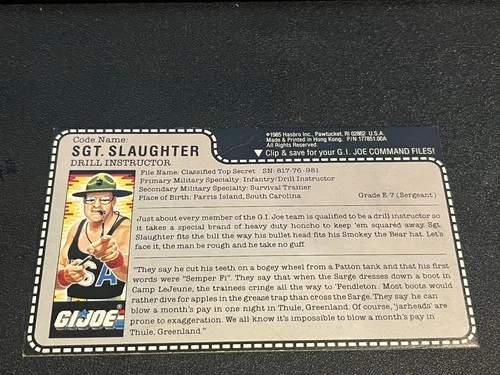 ©1985 Hasbro Inc., Pawtucket, RI 02862 U.S.A.
Made & Printed in Hong Kong. P/N 177851.00A
All Rights Reserved.
▼ Clip & save for your G.I. JOE COMMAND FILES!
Code Name:
SGT. SLAUGHTER
DRILL INSTRUCTOR
File Name: Classified Top Secret SN: 817-76-981
Primary Military Specialty: Infantry/Drill Instructor
Secondary Military Specialty: Survival Trainer
Place of Birth: Parris Island, South Carolina Grade E-7 (Sergeant)
Just about every member of the G.I. Joe team is qualified to be a drill instructor so
it takes a special brand of heavy duty honcho to keep 'em squared away. Sgt.
Slaughter fits the bill the way his bullet head fits his Smokey the Bear hat. Let's
face it, the man be rough and he take no guff.
"They say he cut his teeth on a bogey wheel from a Patton tank and that his first
words were "Semper Fi". They say that when the Sarge dresses down a boot in
Camp LeJeune, the trainees cringe all the way to 'Pendleton. Most boots would
rather dive for apples in the grease trap than cross the Sarge. They say he can
blow a month's pay in one night in Thule, Greenland. Of course, 'jarheads' are
prone to exaggeration. We all know it's impossible to blow a month's pay in
Thule, Greenland."
SA
G.I. JOE